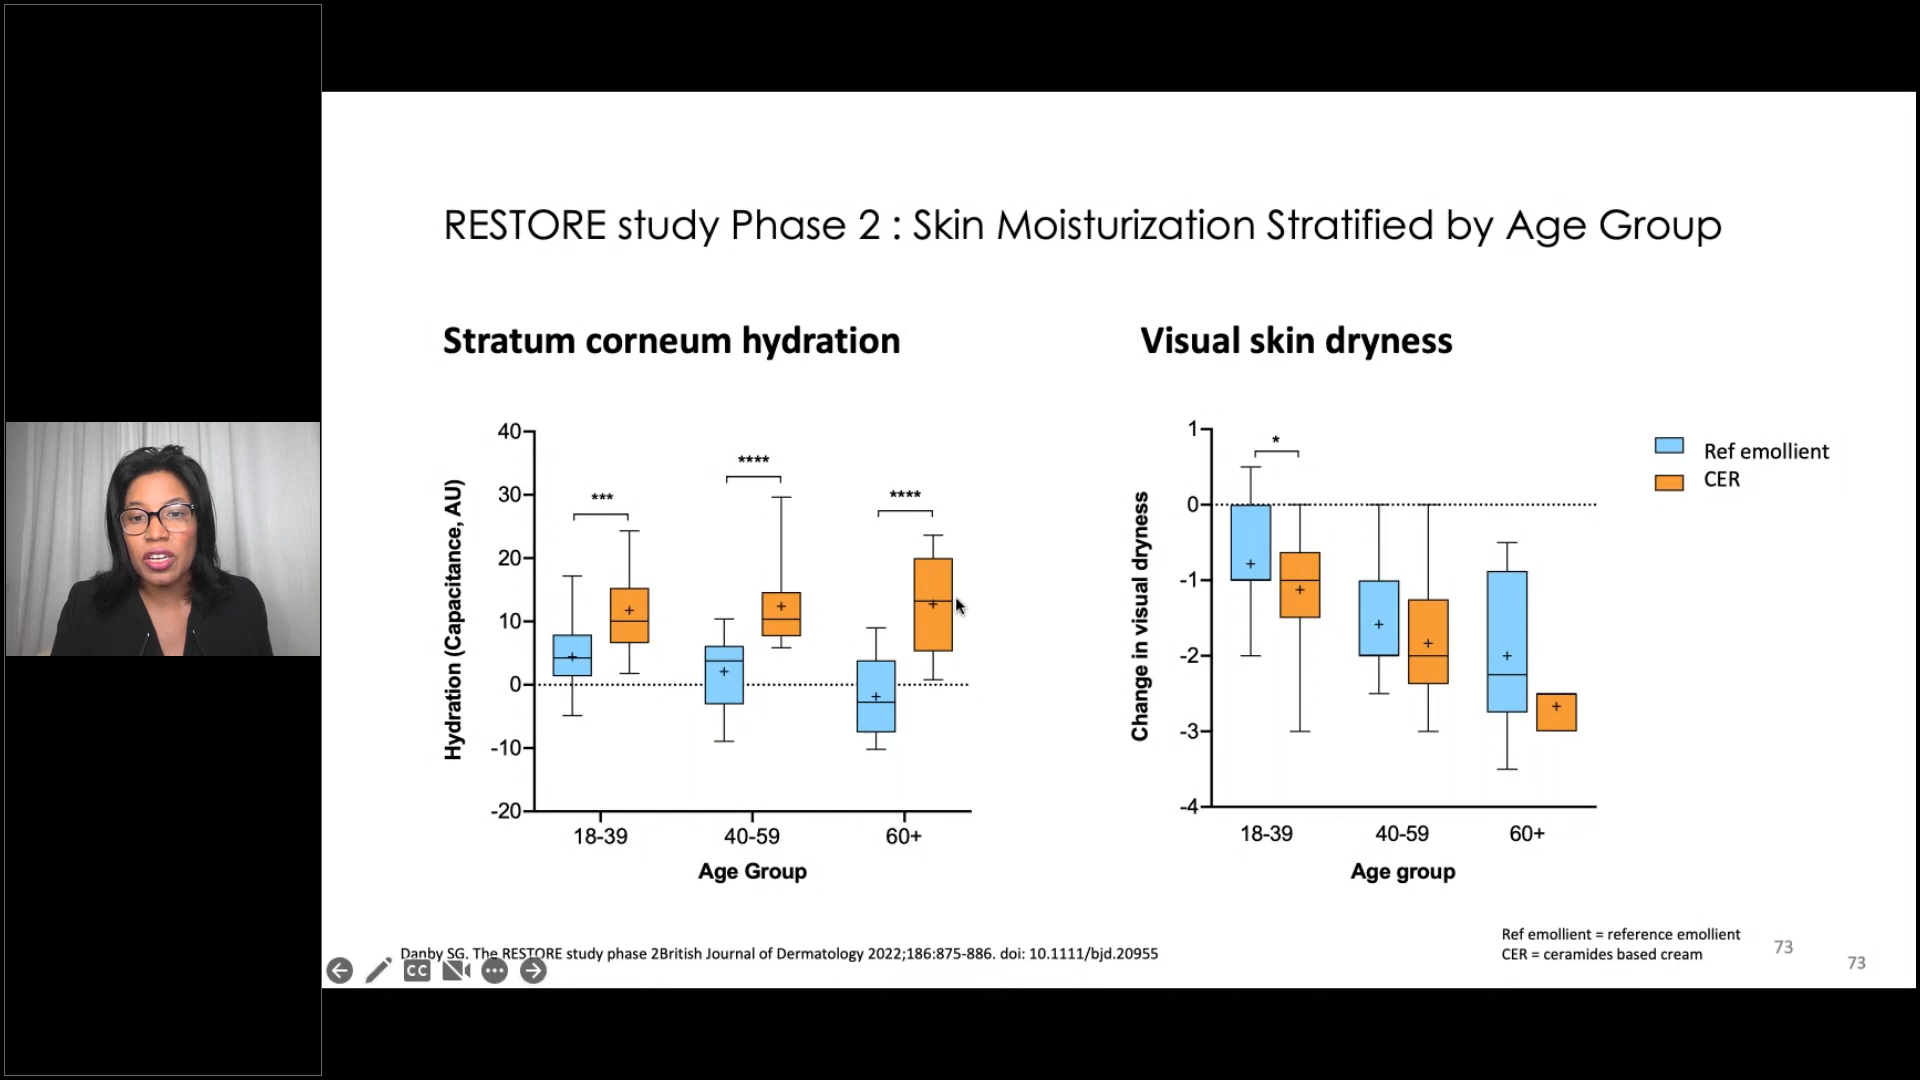 RESTORE study Phase 2 : Skin Moisturization Stratified by Age Group
Stratum corneum hydration
Hydration (Capacitance, AU)
40
30
20
10
0
-10
-20
***
****
****
18-39
40-59
60+
Age Group
Visual skin dryness
Change in visual dryness
1
0
-1
-2
-3
-4
*
18-39
40-59
60+
Age group
Ref emollient
CER
Danby SG. The RESTORE study phase 2British Journal of Dermatology 2022;186:875-886. doi: 10.1111/bjd.20955
Ref emollient = reference emollient
CER = ceramides based cream
73
73
CC